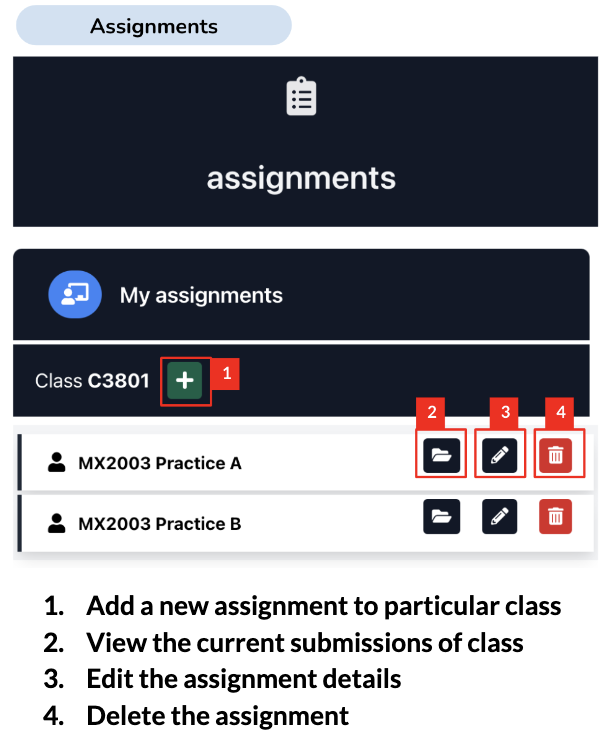 Assignments
assignments
My assignments
Class C3801
1
2 3 4
MX2003 Practice A
MX2003 Practice B
1. Add a new assignment to particular class
2. View the current submissions of class
3. Edit the assignment details
4. Delete the assignment